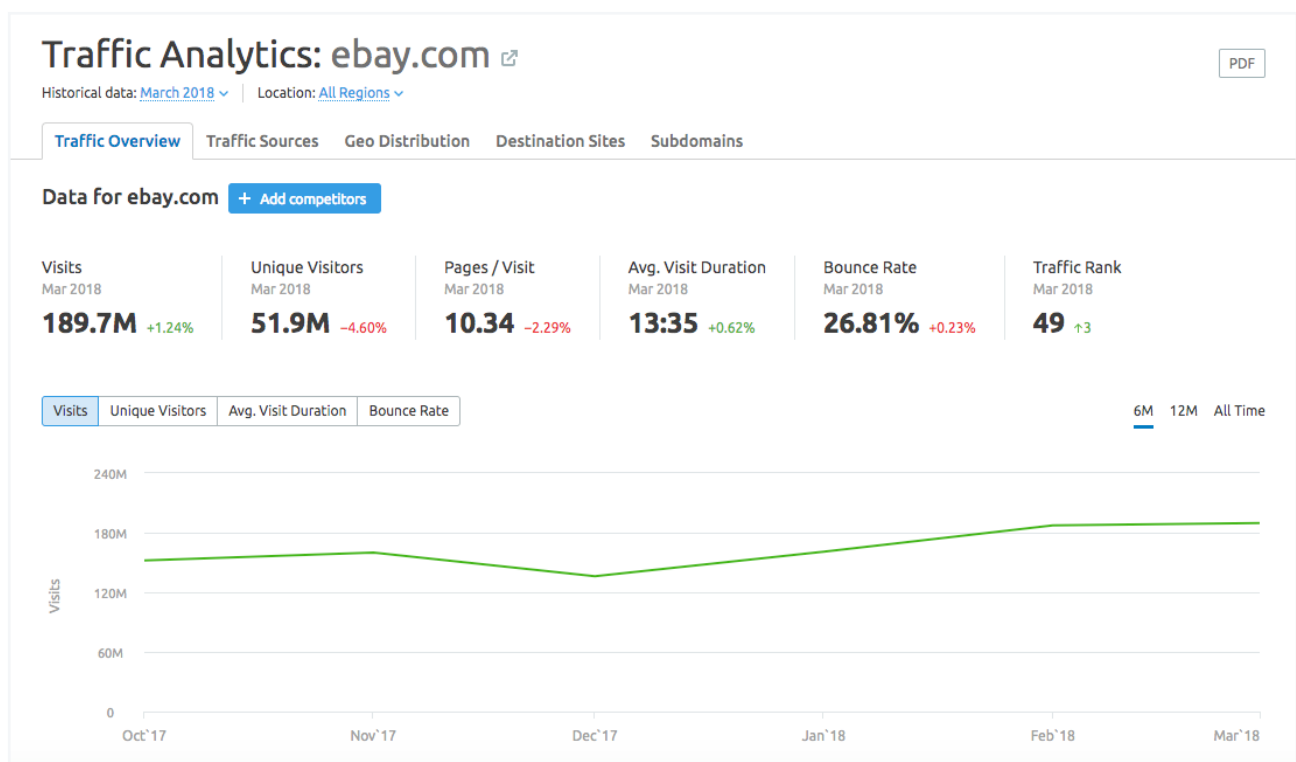 Traffic Analytics: ebay.com
PDF
Historical data: March 2018 Location: All Regions
Traffic Overview Traffic Sources Geo Distribution Destination Sites Subdomains
Data for ebay.com + Add competitors
Visits Unique Visitors Pages / Visit Avg. Visit Duration Bounce Rate Traffic Rank
Mar 2018 Mar 2018 Mar 2018 Mar 2018 Mar 2018 Mar 2018
189.7M +1.24% 51.9M −4.60% 10.34 −2.29% 13:35 +0.62% 26.81% +0.23% 49 ↑3
Visits Unique Visitors Avg. Visit Duration Bounce Rate 6M 12M All Time
240M
180M
120M
60M
0
Visits
Oct`17 Nov`17 Dec`17 Jan`18 Feb`18 Mar`18